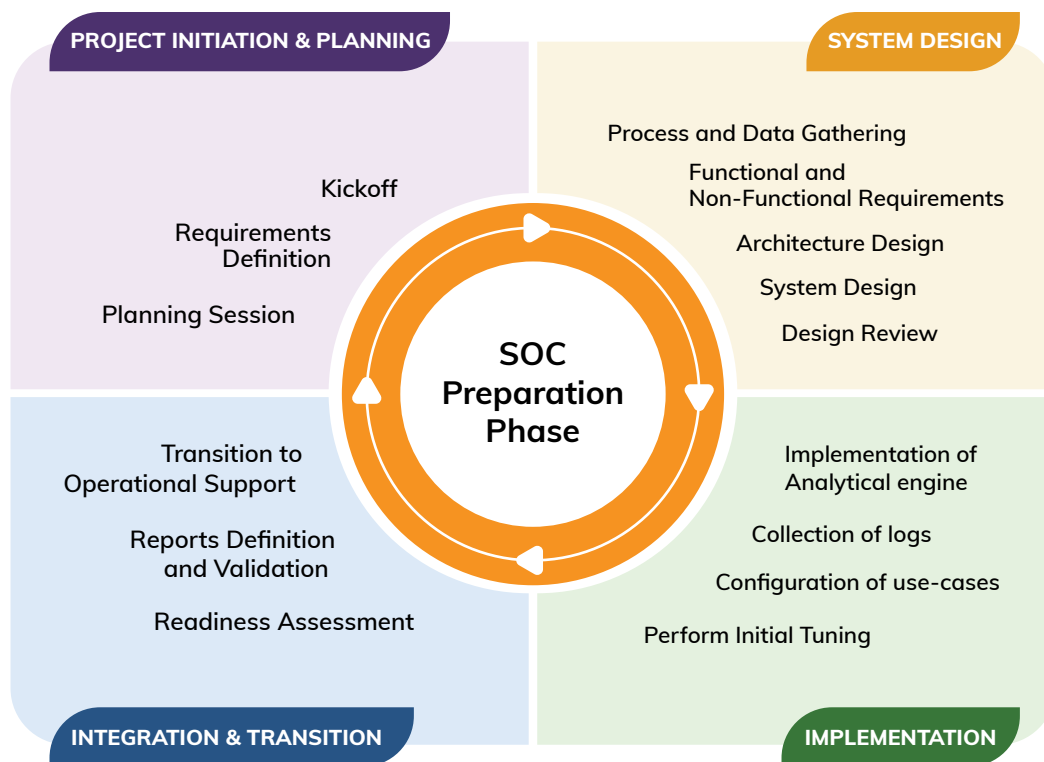 PROJECT INITIATION & PLANNING
Kickoff
Requirements
Definition
Planning Session
SYSTEM DESIGN
Process and Data Gathering
Functional and
Non-Functional Requirements
Architecture Design
System Design
Design Review
SOC
Preparation
Phase
Transition to
Operational Support
Reports Definition
and Validation
Readiness Assessment
INTEGRATION & TRANSITION
Implementation of
Analytical engine
Collection of logs
Configuration of use-cases
Perform Initial Tuning
IMPLEMENTATION